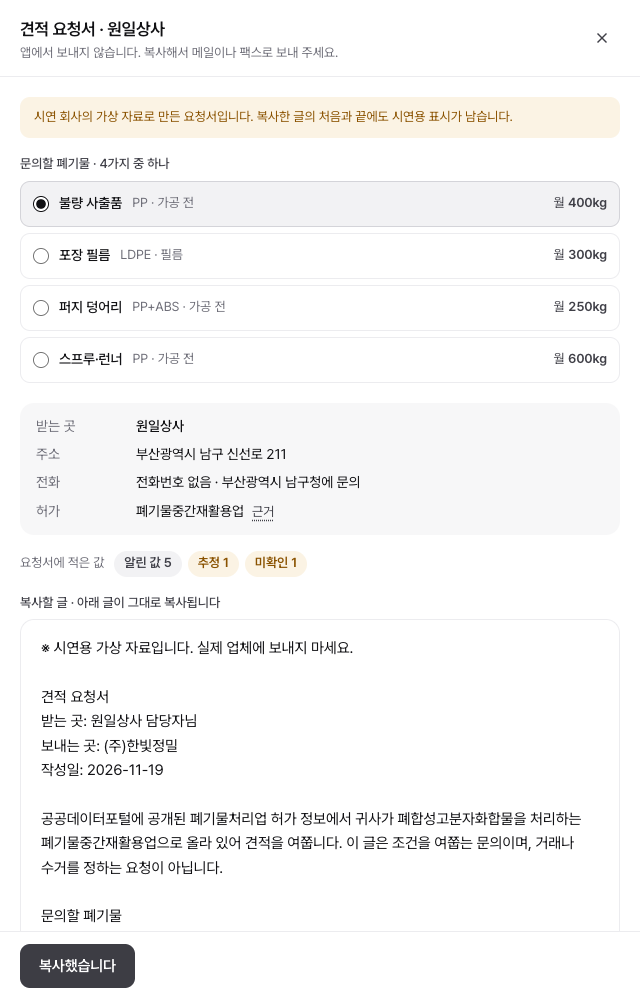 견적 요청서 · 원일상사
앱에서 보내지 않습니다. 복사해서 메일이나 팩스로 보내 주세요.
시연 회사의 가상 자료로 만든 요청서입니다. 복사한 글의 처음과 끝에도 시연용 표시가 남습니다.
문의할 폐기물 · 4가지 중 하나
불량 사출품 PP · 가공 전 월 400kg
포장 필름 LDPE · 필름 월 300kg
퍼지 덩어리 PP+ABS · 가공 전 월 250kg
스프루·런너 PP · 가공 전 월 600kg
받는 곳 원일상사
주소 부산광역시 남구 신선로 211
전화 전화번호 없음 · 부산광역시 남구청에 문의
허가 폐기물중간재활용업 근거
요청서에 적은 값 알린 값 5 추정 1 미확인 1
복사할 글 · 아래 글이 그대로 복사됩니다
※ 시연용 가상 자료입니다. 실제 업체에 보내지 마세요.
견적 요청서
받는 곳: 원일상사 담당자님
보내는 곳: (주)한빛정밀
작성일: 2026-11-19
공공데이터포털에 공개된 폐기물처리업 허가 정보에서 귀사가 폐합성고분자화합물을 처리하는
폐기물중간재활용업으로 올라 있어 견적을 여쭙니다. 이 글은 조건을 여쭙는 문의이며, 거래나
수거를 정하는 요청이 아닙니다.
문의할 폐기물
복사했습니다